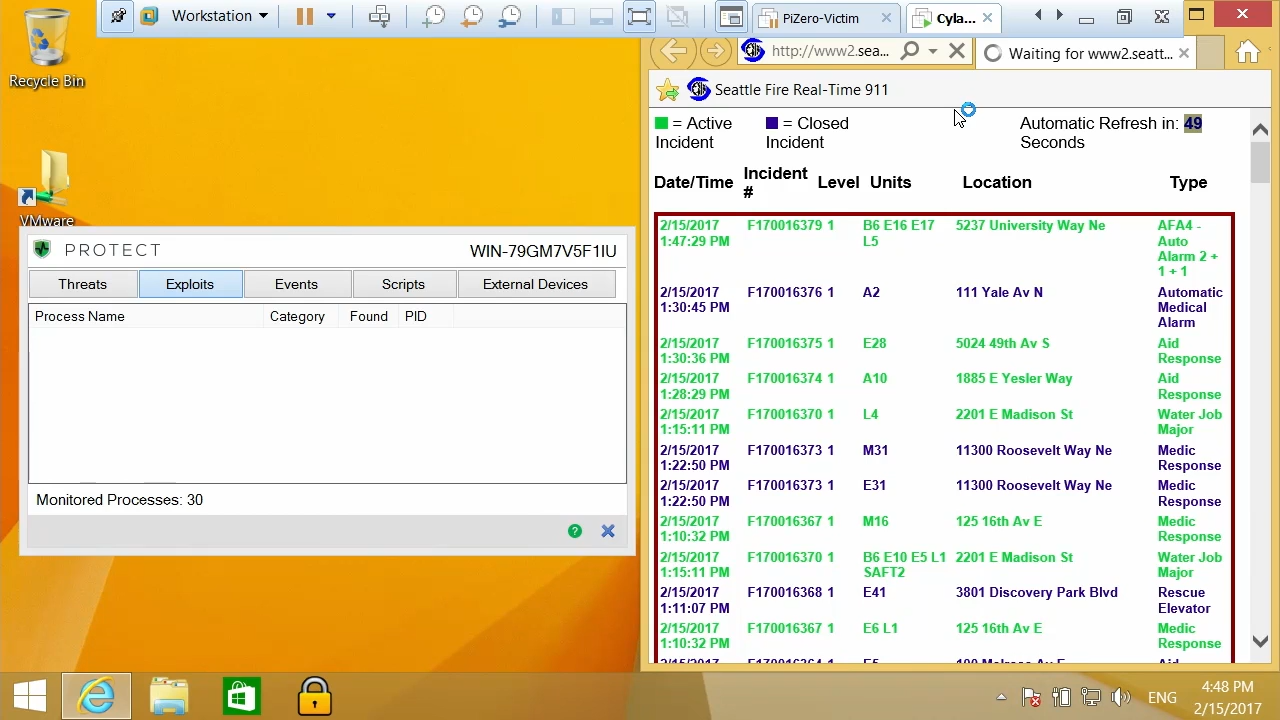 Workstation
PiZero-Victim
Cyla...
Recycle Bin
VMware
http://www2.sea...
Waiting for www2.seatt...
Seattle Fire Real-Time 911
= Active Incident
= Closed Incident
Automatic Refresh in: 49 Seconds
Date/Time Incident # Level Units Location Type
2/15/2017 1:47:29 PM F170016379 1 B6 E16 E17 L5 5237 University Way Ne AFA4 - Auto Alarm 2 + 1 + 1
2/15/2017 1:30:45 PM F170016376 1 A2 111 Yale Av N Automatic Medical Alarm
2/15/2017 1:30:36 PM F170016375 1 E28 5024 49th Av S Aid Response
2/15/2017 1:28:29 PM F170016374 1 A10 1885 E Yesler Way Aid Response
2/15/2017 1:15:11 PM F170016370 1 L4 2201 E Madison St Water Job Major
2/15/2017 1:22:50 PM F170016373 1 M31 11300 Roosevelt Way Ne Medic Response
2/15/2017 1:22:50 PM F170016373 1 E31 11300 Roosevelt Way Ne Medic Response
2/15/2017 1:10:32 PM F170016367 1 M16 125 16th Av E Medic Response
2/15/2017 1:15:11 PM F170016370 1 B6 E10 E5 L1 SAFT2 2201 E Madison St Water Job Major
2/15/2017 1:11:07 PM F170016368 1 E41 3801 Discovery Park Blvd Rescue Elevator
2/15/2017 1:10:32 PM F170016367 1 E6 L1 125 16th Av E Medic Response
PROTECT
WIN-79GM7V5F1IU
Threats Exploits Events Scripts External Devices
Process Name Category Found PID
Monitored Processes: 30
ENG
4:48 PM
2/15/2017